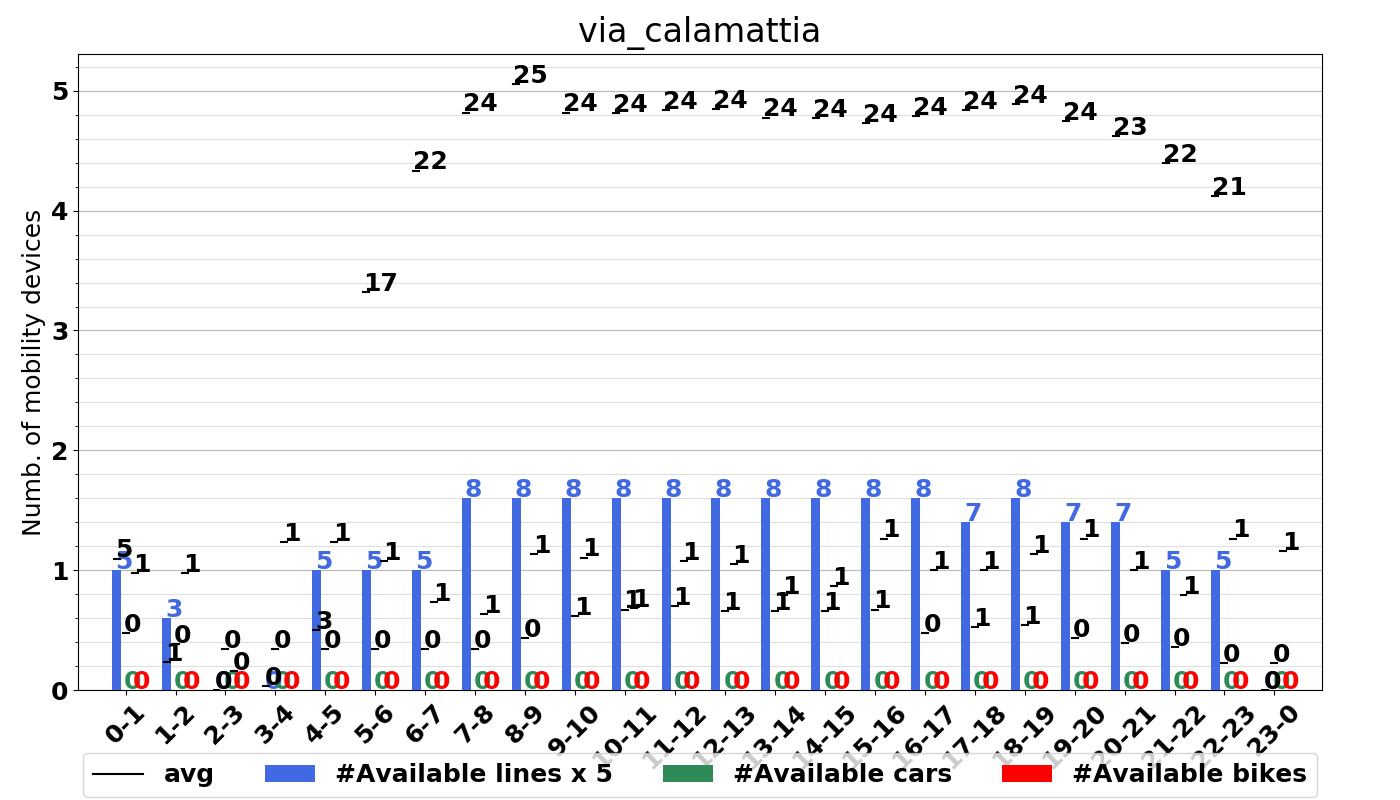 via_calamattia
Numb. of mobility devices
5
4
3
2
1
0
25
24 24 24 24 24 24 24 24 24 24 24 24 23
22 22 21
17
8 8 8 8 8 8 8 8 8 8 7 8 7 7
5 5 1 0 3 1 1 0 0 0 0 1 0 5 1 3 0 5 1 0 5 1 0
1 0 1 0 1 1 1 1 1 1 1 1 1 1 1 1 1 1 1 0 1 0 1 1 1 1 0 1 0 1 5 1 0 5 1 0 1 0 0
0 0 0 0 0 0 0 0 0 0 0 0 0 0 0 0 0 0 0 0 0 0 0 0 0 0 0 0 0 0 0 0 0 0 0 0 0 0 0 0 0 0 0 0 0 0 0 0
0-1 1-2 2-3 3-4 4-5 5-6 6-7 7-8 8-9 9-10 10-11 11-12 12-13 13-14 14-15 15-16 16-17 17-18 18-19 19-20 20-21 21-22 22-23 23-0
avg #Available lines x 5 #Available cars #Available bikes